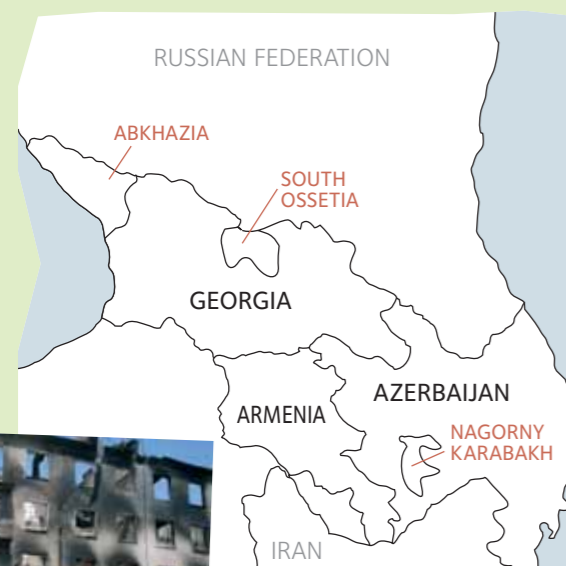 RUSSIAN FEDERATION
ABKHAZIA
SOUTH
OSSETIA
GEORGIA
AZERBAIJAN
ARMENIA
NAGORNY
KARABAKH
IRAN